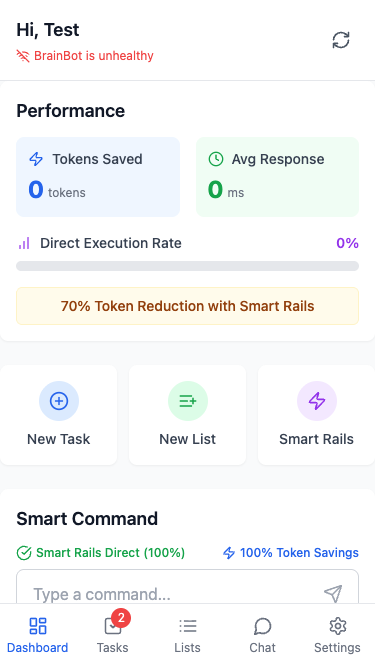 Hi, Test
BrainBot is unhealthy
Performance
Tokens Saved
0 tokens
Avg Response
0 ms
Direct Execution Rate 0%
70% Token Reduction with Smart Rails
New Task
New List
Smart Rails
Smart Command
Smart Rails Direct (100%) 100% Token Savings
Type a command...
2
Dashboard Tasks Lists Chat Settings